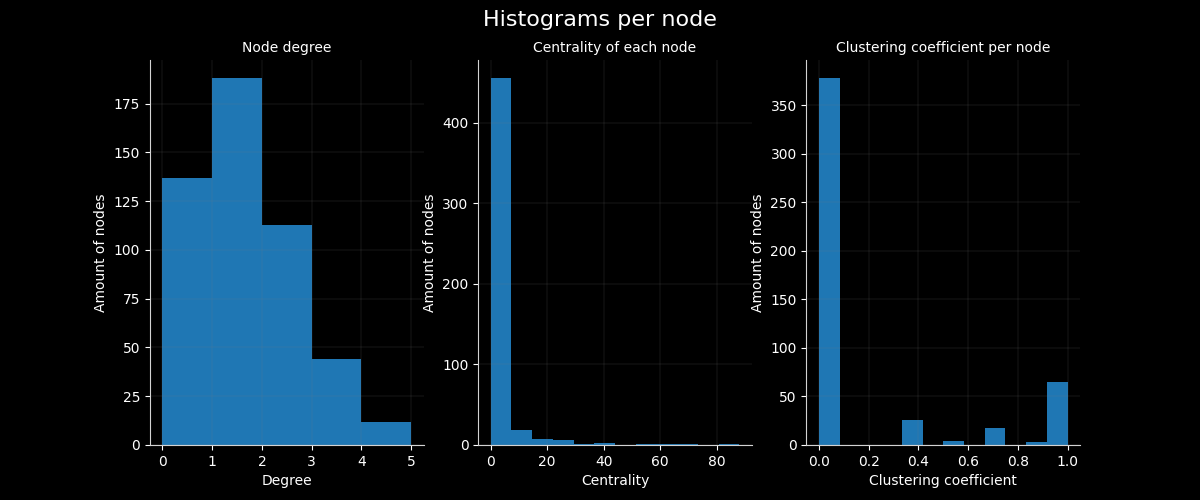 Histograms per node
Node degree
175
150
125
100
75
50
25
0
Amount of nodes
0 1 2 3 4 5
Degree
Centrality of each node
400
300
200
100
0
Amount of nodes
0 20 40 60 80
Centrality
Clustering coefficient per node
350
300
250
200
150
100
50
0
Amount of nodes
0.0 0.2 0.4 0.6 0.8 1.0
Clustering coefficient